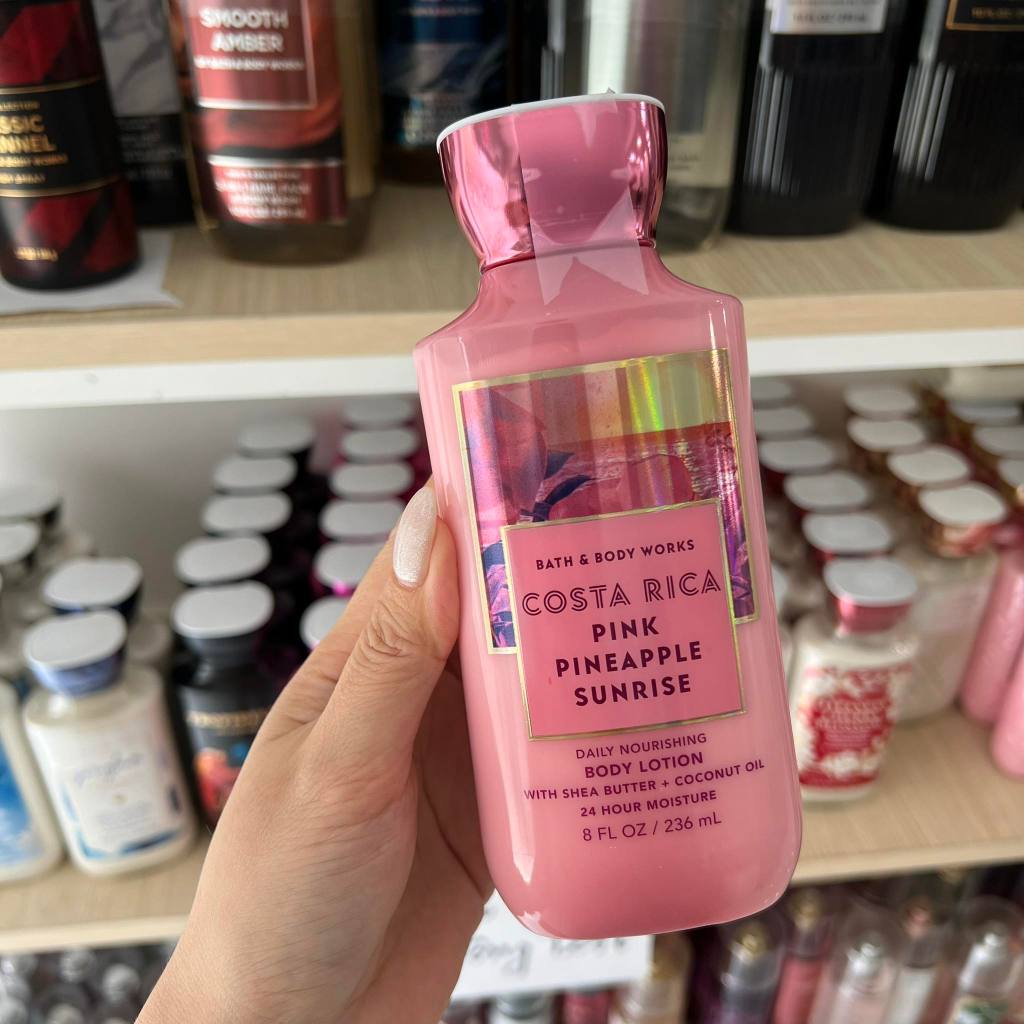 SMOOTH
AMBER
BATH & BODY WORKS
COSTA RICA
PINK
PINEAPPLE
SUNRISE
DAILY NOURISHING
BODY LOTION
WITH SHEA BUTTER + COCONUT OIL
24 HOUR MOISTURE
8 FL OZ / 236 mL